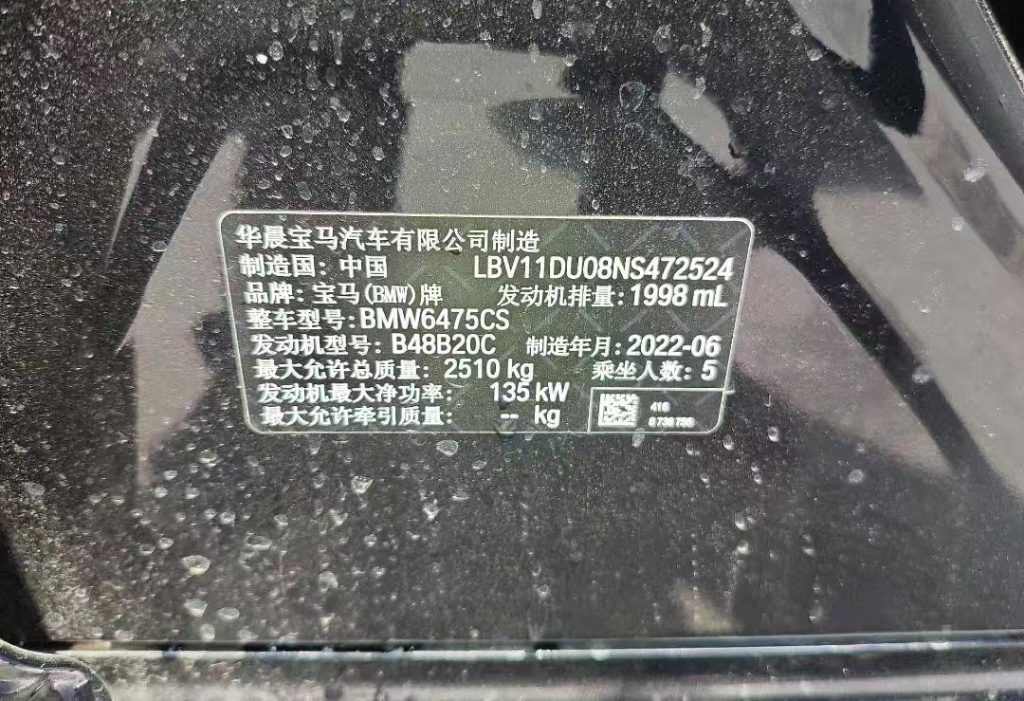 华晨宝马汽车有限公司制造
制造国：中国 LBV11DU08NS472524
品牌：宝马(BMW)牌 发动机排量：1998 mL
整车型号：BMW6475CS
发动机型号：B48B20C 制造年月：2022-06
最大允许总质量：2510 kg 乘坐人数：5
发动机最大净功率：135 kW
最大允许牵引质量：-- kg
416